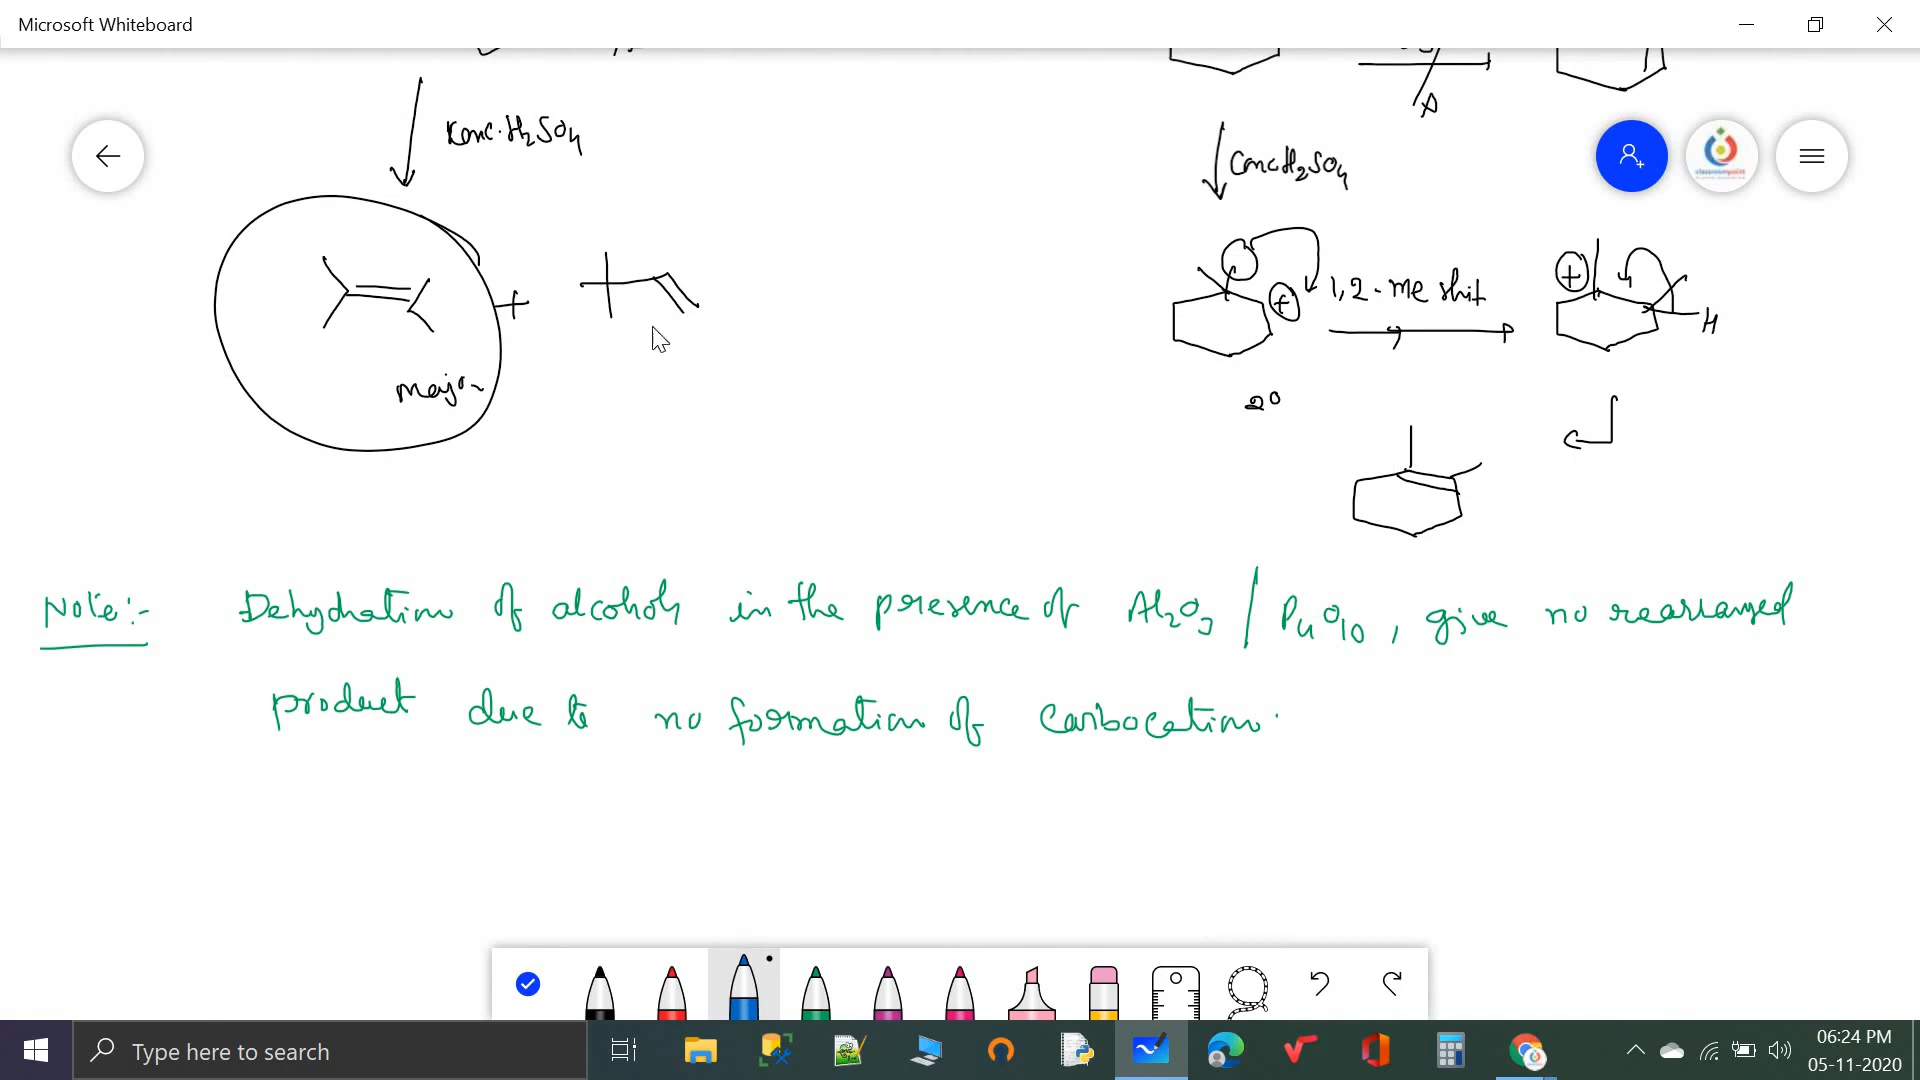 Microsoft Whiteboard
Conc. H2SO4
Conc H2SO4
1,2-me shit
+
H
major
2°
Note:- Dehydration of alcohols in the presence of Al2O3 / P4O10, give no rearranged
product due to no formation of carbocation.
Type here to search
06:24 PM
05-11-2020